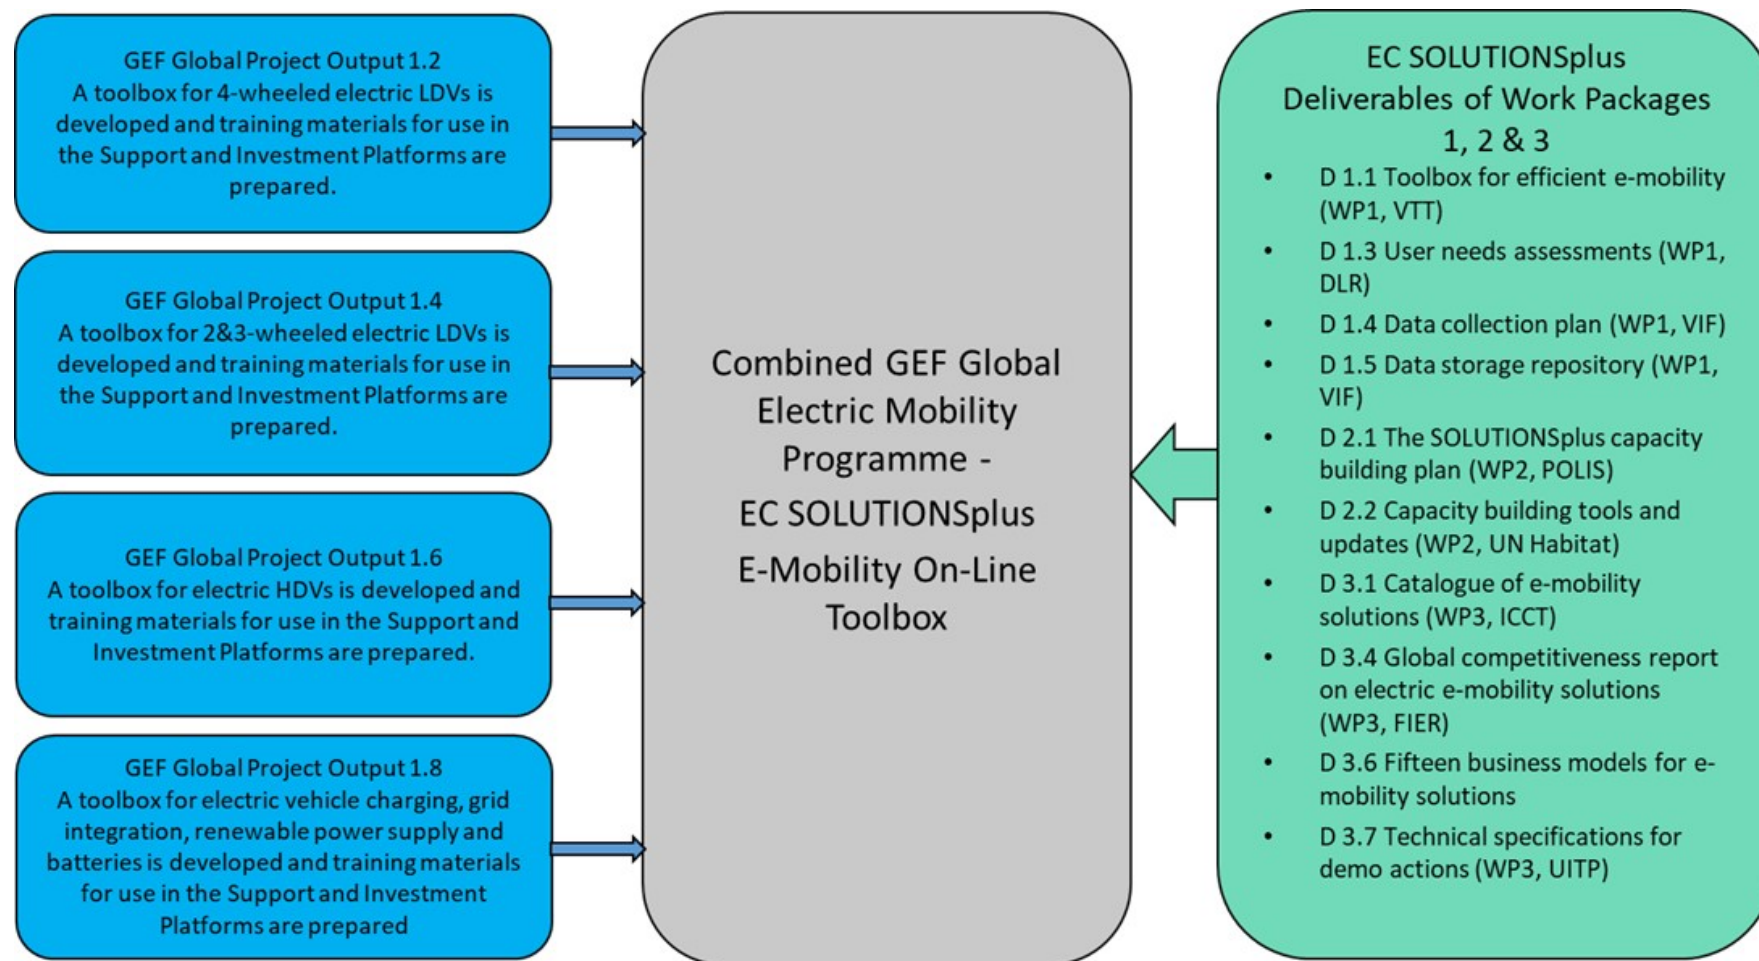 GEF Global Project Output 1.2
A toolbox for 4-wheeled electric LDVs is
developed and training materials for use in
the Support and Investment Platforms are
prepared.
GEF Global Project Output 1.4
A toolbox for 2&3-wheeled electric LDVs is
developed and training materials for use in
the Support and Investment Platforms are
prepared.
GEF Global Project Output 1.6
A toolbox for electric HDVs is developed and
training materials for use in the Support and
Investment Platforms are prepared.
GEF Global Project Output 1.8
A toolbox for electric vehicle charging, grid
integration, renewable power supply and
batteries is developed and training materials
for use in the Support and Investment
Platforms are prepared
Combined GEF Global
Electric Mobility
Programme -
EC SOLUTIONSplus
E-Mobility On-Line
Toolbox
EC SOLUTIONSplus
Deliverables of Work Packages
1, 2 & 3
• D 1.1 Toolbox for efficient e-mobility
(WP1, VTT)
• D 1.3 User needs assessments (WP1,
DLR)
• D 1.4 Data collection plan (WP1, VIF)
• D 1.5 Data storage repository (WP1,
VIF)
• D 2.1 The SOLUTIONSplus capacity
building plan (WP2, POLIS)
• D 2.2 Capacity building tools and
updates (WP2, UN Habitat)
• D 3.1 Catalogue of e-mobility
solutions (WP3, ICCT)
• D 3.4 Global competitiveness report
on electric e-mobility solutions
(WP3, FIER)
• D 3.6 Fifteen business models for e-
mobility solutions
• D 3.7 Technical specifications for
demo actions (WP3, UITP)